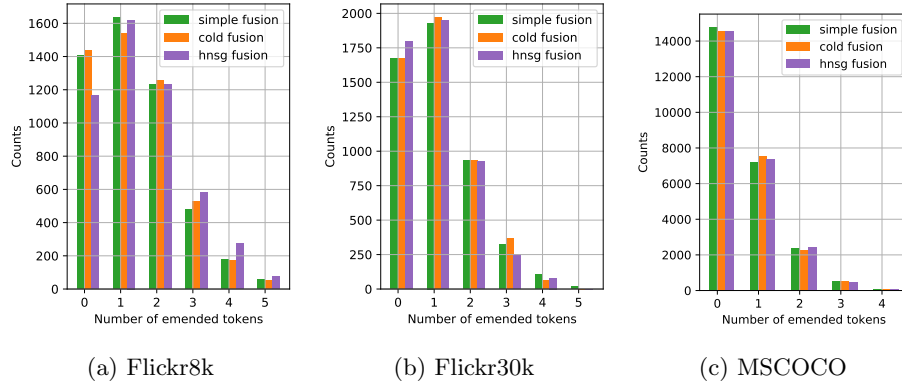 simple fusion
cold fusion
hnsg fusion
1600
1400
1200
1000
800
600
400
200
0
Counts
0 1 2 3 4 5
Number of emended tokens
(a) Flickr8k
simple fusion
cold fusion
hnsg fusion
2000
1750
1500
1250
1000
750
500
250
0
Counts
0 1 2 3 4 5
Number of emended tokens
(b) Flickr30k
simple fusion
cold fusion
hnsg fusion
14000
12000
10000
8000
6000
4000
2000
0
Counts
0 1 2 3 4
Number of emended tokens
(c) MSCOCO